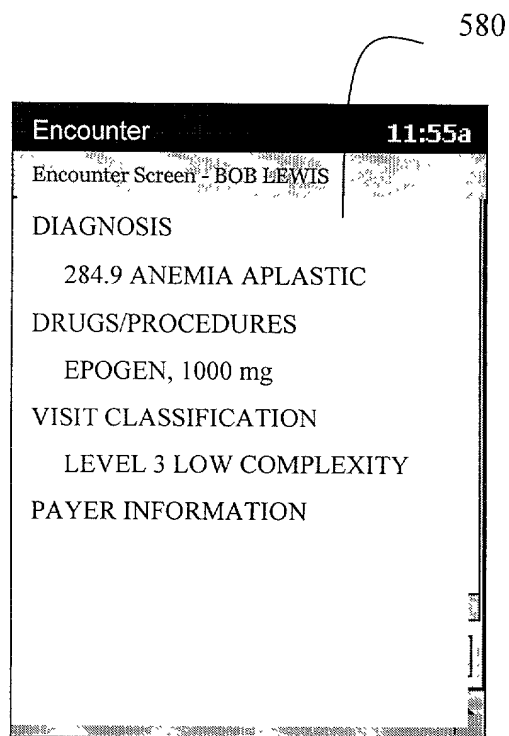 580
Encounter 11:55a
Encounter Screen - BOB LEWIS
DIAGNOSIS
284.9 ANEMIA APLASTIC
DRUGS/PROCEDURES
EPOGEN, 1000 mg
VISIT CLASSIFICATION
LEVEL 3 LOW COMPLEXITY
PAYER INFORMATION